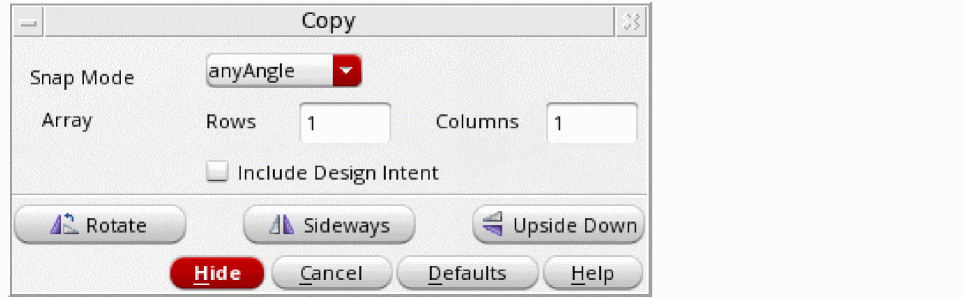 Copy
Snap Mode anyAngle
Array Rows 1 Columns 1
Include Design Intent
Rotate Sideways Upside Down
Hide Cancel Defaults Help